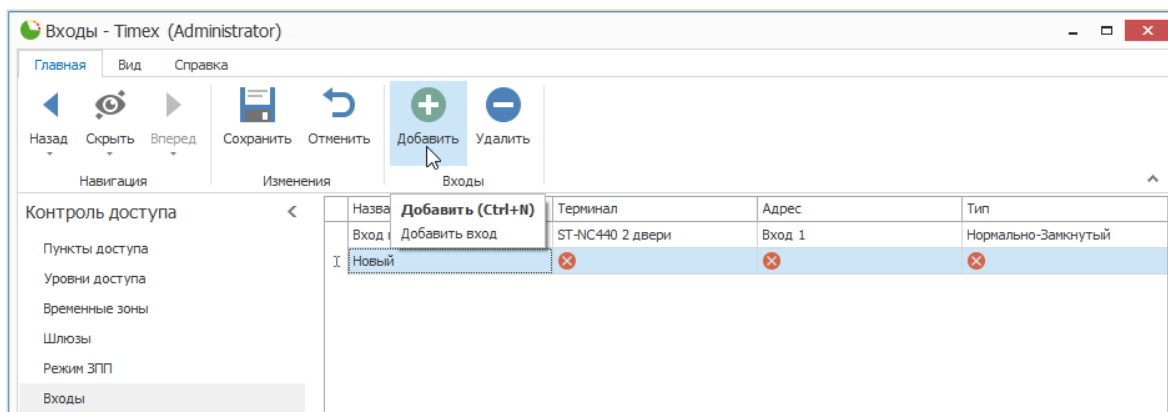 Входы - Timex (Administrator)
Главная Вид Справка
Назад Скрыть Вперед Сохранить Отменить Добавить Удалить
Навигация Изменения Входы
Контроль доступа
Пункты доступа
Уровни доступа
Временные зоны
Шлюзы
Режим ЗПП
Входы
Добавить (Ctrl+N)
Добавить вход
Терминал Адрес Тип
Вход ST-NC440 2 двери Вход 1 Нормально-Замкнутый
Новый